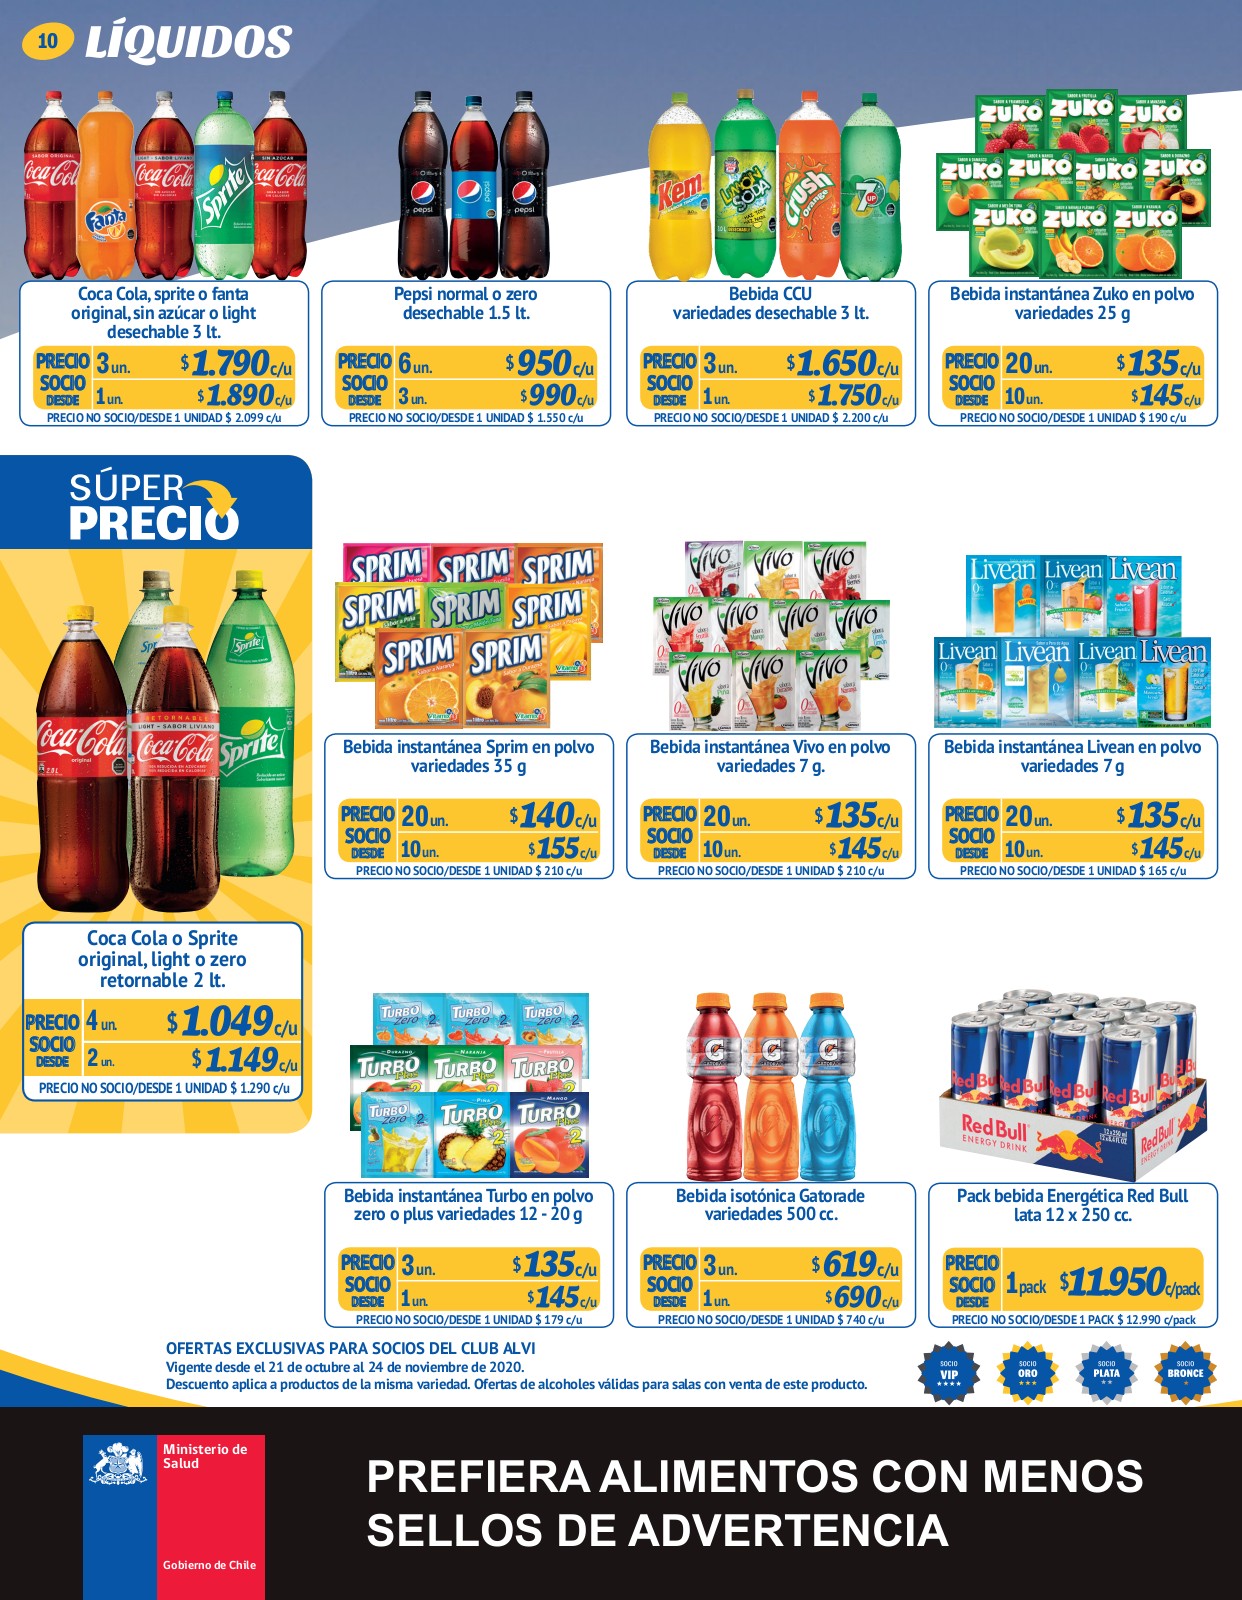 10
LÍQUIDOS
Coca Cola, sprite o fanta
original, sin azúcar o light
desechable 3 lt.
PRECIO SOCIO DESDE
3 un. $ 1.790 c/u
1 un. $ 1.890 c/u
PRECIO NO SOCIO/DESDE 1 UNIDAD $ 2.099 c/u
Pepsi normal o zero
desechable 1.5 lt.
PRECIO SOCIO DESDE
6 un. $ 950 c/u
3 un. $ 990 c/u
PRECIO NO SOCIO/DESDE 1 UNIDAD $ 1.550 c/u
Bebida CCU
variedades desechable 3 lt.
PRECIO SOCIO DESDE
3 un. $ 1.650 c/u
1 un. $ 1.750 c/u
PRECIO NO SOCIO/DESDE 1 UNIDAD $ 2.200 c/u
Bebida instantánea Zuko en polvo
variedades 25 g
PRECIO SOCIO DESDE
20 un. $ 135 c/u
10 un. $ 145 c/u
PRECIO NO SOCIO/DESDE 1 UNIDAD $ 190 c/u
SÚPER
PRECIO
Coca Cola o Sprite
original, light o zero
retornable 2 lt.
PRECIO SOCIO DESDE
4 un. $ 1.049 c/u
2 un. $ 1.149 c/u
PRECIO NO SOCIO/DESDE 1 UNIDAD $ 1.290 c/u
Bebida instantánea Sprim en polvo
variedades 35 g
PRECIO SOCIO DESDE
20 un. $ 140 c/u
10 un. $ 155 c/u
PRECIO NO SOCIO/DESDE 1 UNIDAD $ 210 c/u
Bebida instantánea Vivo en polvo
variedades 7 g.
PRECIO SOCIO DESDE
20 un. $ 135 c/u
10 un. $ 145 c/u
PRECIO NO SOCIO/DESDE 1 UNIDAD $ 210 c/u
Bebida instantánea Livean en polvo
variedades 7 g
PRECIO SOCIO DESDE
20 un. $ 135 c/u
10 un. $ 145 c/u
PRECIO NO SOCIO/DESDE 1 UNIDAD $ 165 c/u
Bebida instantánea Turbo en polvo
zero o plus variedades 12 - 20 g
PRECIO SOCIO DESDE
3 un. $ 135 c/u
1 un. $ 145 c/u
PRECIO NO SOCIO/DESDE 1 UNIDAD $ 179 c/u
Bebida isotónica Gatorade
variedades 500 cc.
PRECIO SOCIO DESDE
3 un. $ 619 c/u
1 un. $ 690 c/u
PRECIO NO SOCIO/DESDE 1 UNIDAD $ 740 c/u
Red Bull
ENERGY DRINK
Pack bebida Energética Red Bull
lata 12 x 250 cc.
PRECIO SOCIO DESDE
1 pack $ 11.950 c/pack
PRECIO NO SOCIO/DESDE 1 PACK $ 12.990 c/pack
OFERTAS EXCLUSIVAS PARA SOCIOS DEL CLUB ALVI
Vigente desde el 21 de octubre al 24 de noviembre de 2020.
Descuento aplica a productos de la misma variedad. Ofertas de alcoholes válidas para salas con venta de este producto.
SOCIO VIP
SOCIO ORO
SOCIO PLATA
SOCIO BRONCE
Ministerio de
Salud
Gobierno de Chile
PREFIERA ALIMENTOS CON MENOS
SELLOS DE ADVERTENCIA